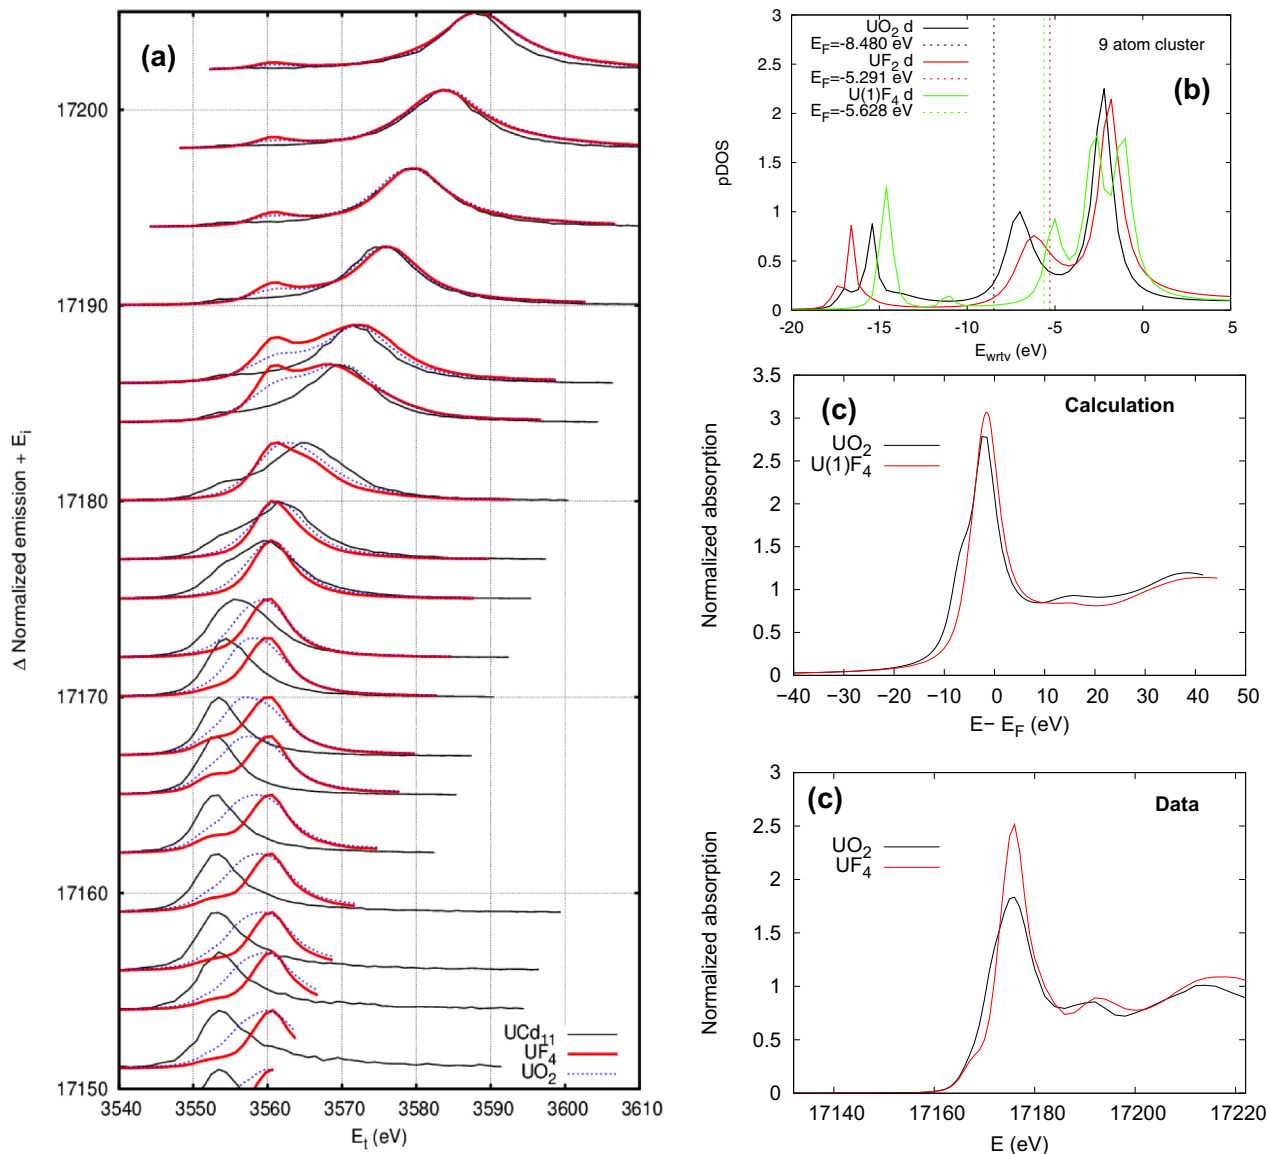 (a)
Δ Normalized emission + Eᵢ
17200
17190
17180
17170
17160
17150
3540 3550 3560 3570 3580 3590 3600 3610
Eₜ (eV)
UCd₁₁
UF₄
UO₂
(b)
9 atom cluster
UO₂ d
E_F=-8.480 eV
UF₂ d
E_F=-5.291 eV
U(1)F₄ d
E_F=-5.628 eV
pDOS
3
2.5
2
1.5
1
0.5
0
-20 -15 -10 -5 0 5
E_wrtv (eV)
(c)
Calculation
UO₂
U(1)F₄
Normalized absorption
3.5
3
2.5
2
1.5
1
0.5
0
-40 -30 -20 -10 0 10 20 30 40 50
E- E_F (eV)
(c)
Data
UO₂
UF₄
Normalized absorption
3
2.5
2
1.5
1
0.5
0
17140 17160 17180 17200 17220
E (eV)